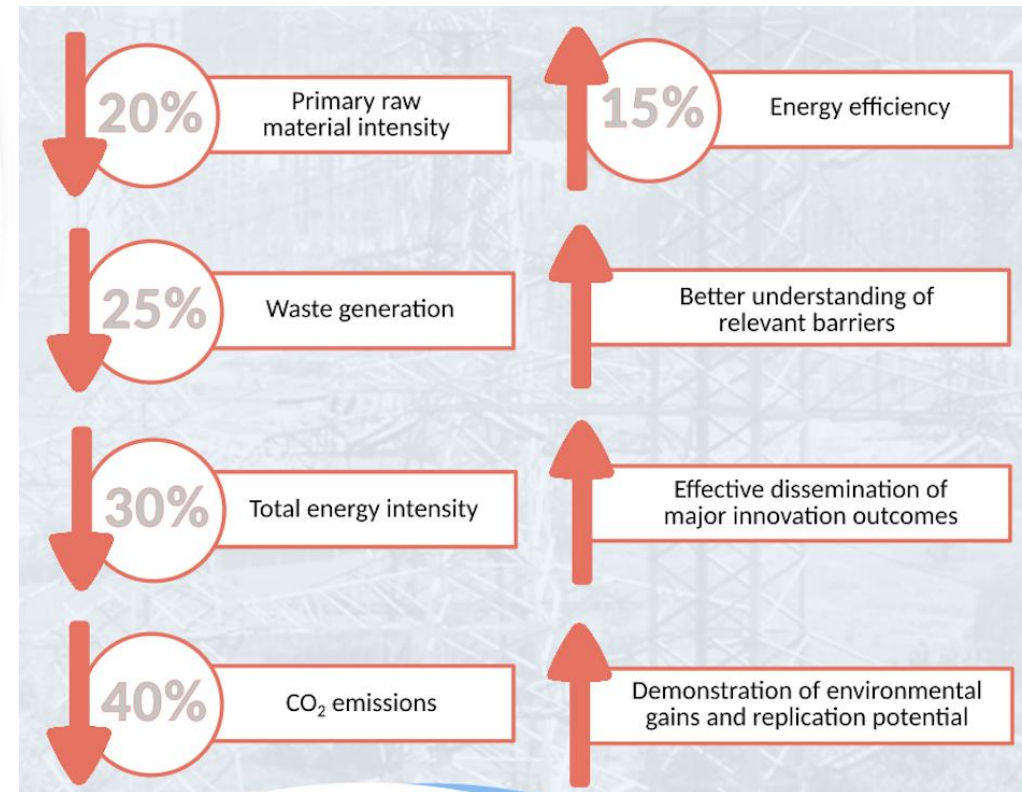 20%
Primary raw
material intensity
25%
Waste generation
30%
Total energy intensity
40%
CO₂ emissions
15%
Energy efficiency
Better understanding of
relevant barriers
Effective dissemination of
major innovation outcomes
Demonstration of environmental
gains and replication potential